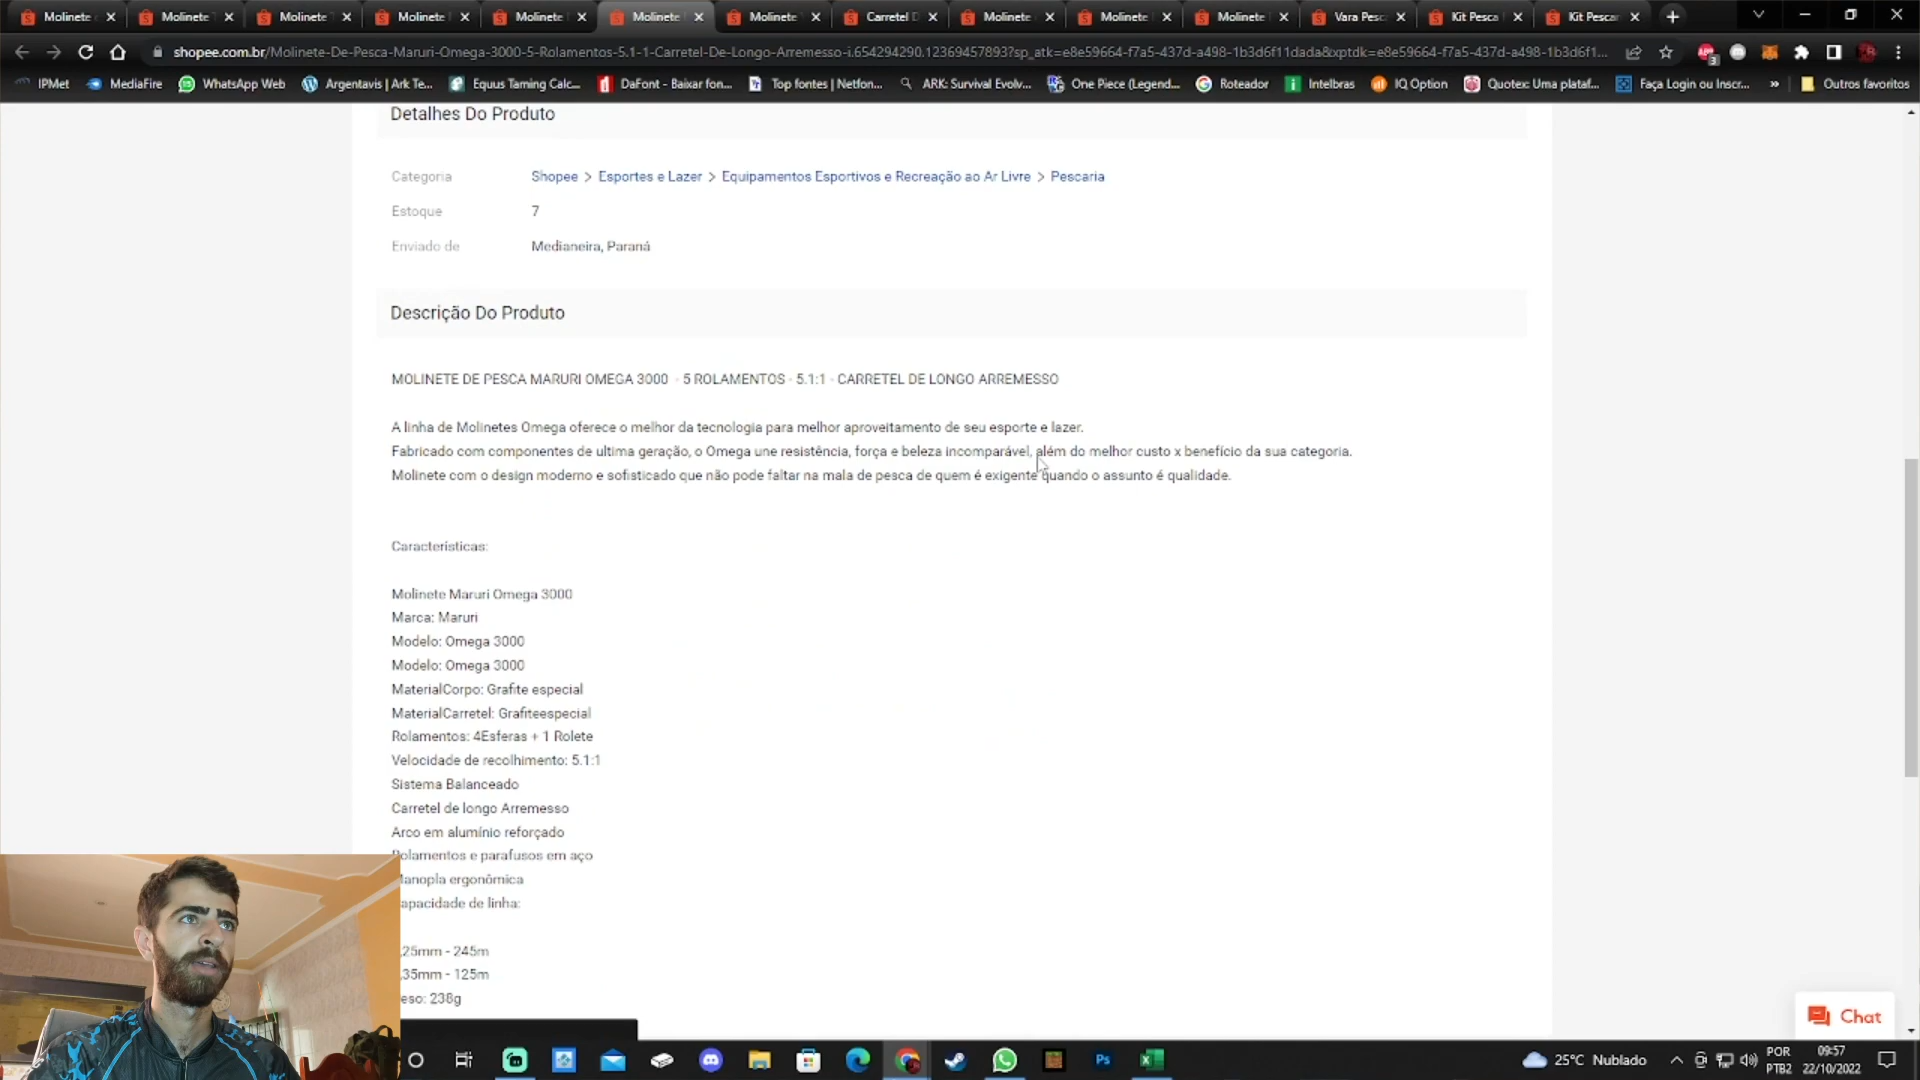 Molinete
Molinete
Molinete
Molinete
Molinete
Molinete
Molinete
Carretel
Molinete
Molinete
Molinete
Vara Pesc
Kit Pesca
Kit Pescar
shopee.com.br/Molinete-De-Pesca-Maruri-Omega-3000-5-Rolamentos-5.1-1-Carretel-De-Longo-Arremesso-i.654294290.12369457893?sp_atk=e8e59664-f7a5-437d-a498-1b3d6f11dada&xptdk=e8e59664-f7a5-437d-a498-1b3d6f1...
IPMet
MediaFire
WhatsApp Web
Argentavis | Ark Te...
Equus Taming Calc...
DaFont - Baixar fon...
Top fontes | Netfon...
ARK: Survival Evolv...
One Piece (Legend...
Roteador
Intelbras
IQ Option
Quotex: Uma plataf...
Faça Login ou Inscr...
»
Outros favoritos
Detalhes Do Produto
Categoria
Shopee > Esportes e Lazer > Equipamentos Esportivos e Recreação ao Ar Livre > Pescaria
Estoque
7
Enviado de
Medianeira, Paraná
Descrição Do Produto
MOLINETE DE PESCA MARURI OMEGA 3000 - 5 ROLAMENTOS - 5.1:1 - CARRETEL DE LONGO ARREMESSO
A linha de Molinetes Omega oferece o melhor da tecnologia para melhor aproveitamento de seu esporte e lazer.
Fabricado com componentes de ultima geração, o Omega une resistência, força e beleza incomparável, além do melhor custo x benefício da sua categoria.
Molinete com o design moderno e sofisticado que não pode faltar na mala de pesca de quem é exigente quando o assunto é qualidade.
Características:
Molinete Maruri Omega 3000
Marca: Maruri
Modelo: Omega 3000
Modelo: Omega 3000
MaterialCorpo: Grafite especial
MaterialCarretel: Grafiteespecial
Rolamentos: 4Esferas + 1 Rolete
Velocidade de recolhimento: 5.1:1
Sistema Balanceado
Carretel de longo Arremesso
Arco em alumínio reforçado
olamentos e parafusos em aço
anopla ergonômica
apacidade de linha:
,25mm - 245m
,35mm - 125m
eso: 238g
Chat
25°C Nublado
POR
PTB2
09:57
22/10/2022